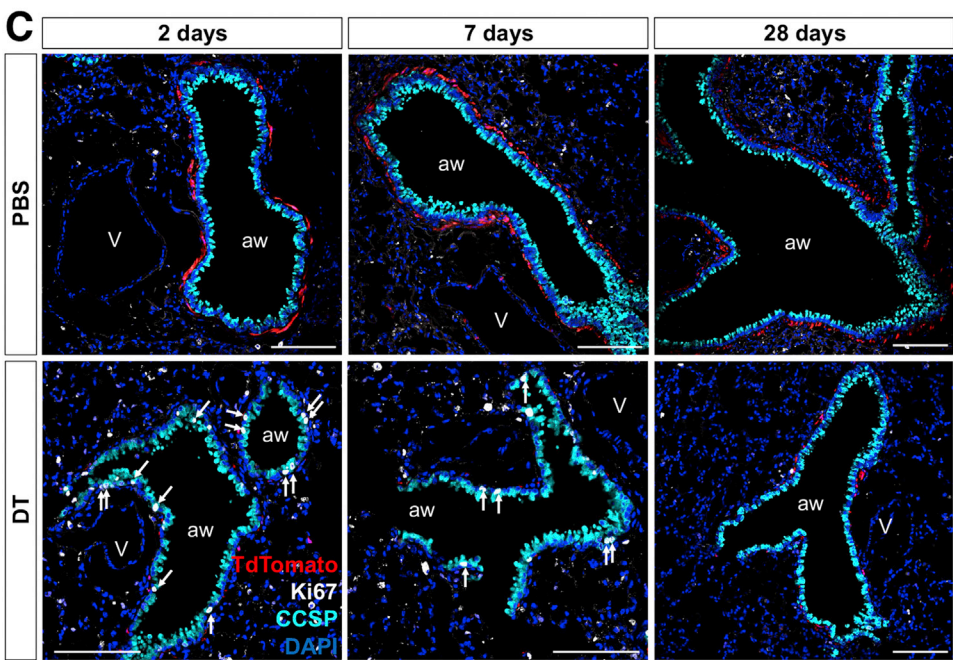 C
2 days
7 days
28 days
PBS
V
aw
aw
V
aw
DT
aw
aw
V
V
aw
aw
V
TdTomato
Ki67
CCSP
DAPI